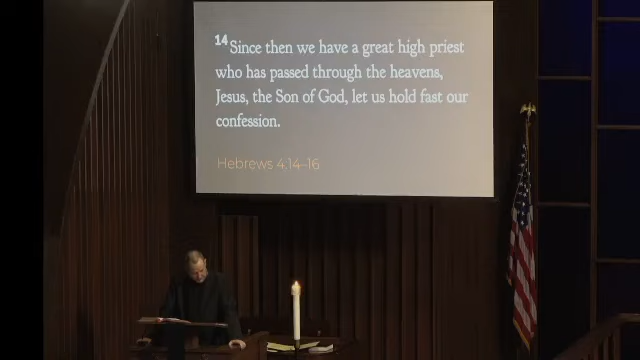 14 Since then we have a great high priest
who has passed through the heavens,
Jesus, the Son of God, let us hold fast our
confession.
Hebrews 4.14–16